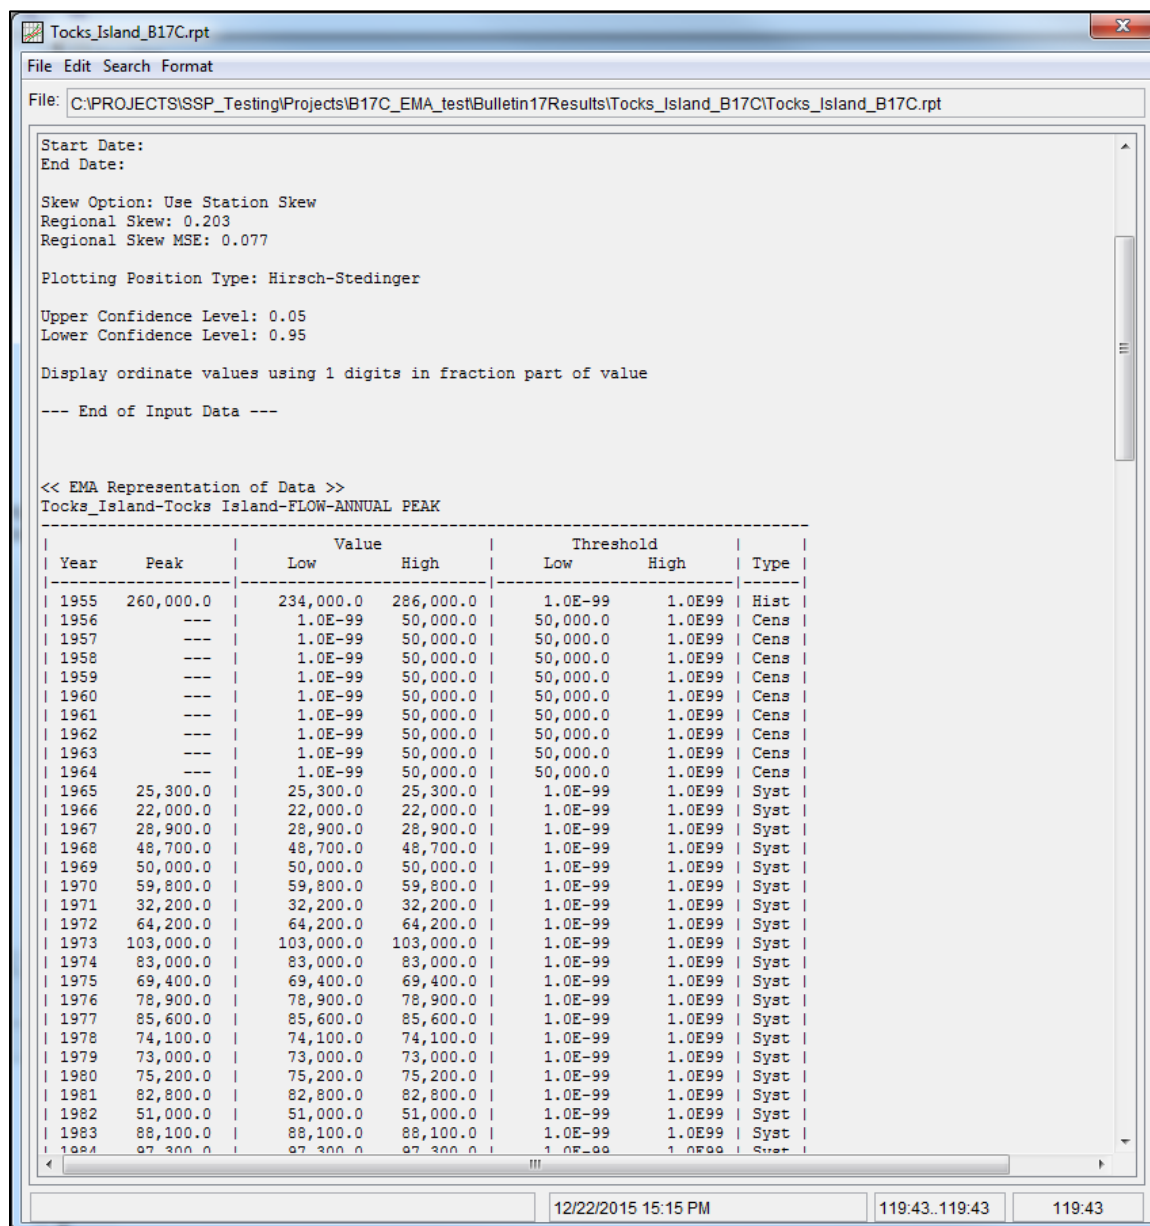 Tocks_Island_B17C.rpt
File Edit Search Format
File: C:\PROJECTS\SSP_Testing\Projects\B17C_EMA_test\Bulletin17Results\Tocks_Island_B17C\Tocks_Island_B17C.rpt
Start Date:
End Date:
Skew Option: Use Station Skew
Regional Skew: 0.203
Regional Skew MSE: 0.077
Plotting Position Type: Hirsch-Stedinger
Upper Confidence Level: 0.05
Lower Confidence Level: 0.95
Display ordinate values using 1 digits in fraction part of value
--- End of Input Data ---
<< EMA Representation of Data >>
Tocks_Island-Tocks Island-FLOW-ANNUAL PEAK
--------------------------------------------------------------------------------
| | Value | Threshold | |
| Year Peak | Low High | Low High | Type |
|-------------------|--------------------------|-------------------------|------|
| 1955 260,000.0 | 234,000.0 286,000.0 | 1.0E-99 1.0E99 | Hist |
| 1956 --- | 1.0E-99 50,000.0 | 50,000.0 1.0E99 | Cens |
| 1957 --- | 1.0E-99 50,000.0 | 50,000.0 1.0E99 | Cens |
| 1958 --- | 1.0E-99 50,000.0 | 50,000.0 1.0E99 | Cens |
| 1959 --- | 1.0E-99 50,000.0 | 50,000.0 1.0E99 | Cens |
| 1960 --- | 1.0E-99 50,000.0 | 50,000.0 1.0E99 | Cens |
| 1961 --- | 1.0E-99 50,000.0 | 50,000.0 1.0E99 | Cens |
| 1962 --- | 1.0E-99 50,000.0 | 50,000.0 1.0E99 | Cens |
| 1963 --- | 1.0E-99 50,000.0 | 50,000.0 1.0E99 | Cens |
| 1964 --- | 1.0E-99 50,000.0 | 50,000.0 1.0E99 | Cens |
| 1965 25,300.0 | 25,300.0 25,300.0 | 1.0E-99 1.0E99 | Syst |
| 1966 22,000.0 | 22,000.0 22,000.0 | 1.0E-99 1.0E99 | Syst |
| 1967 28,900.0 | 28,900.0 28,900.0 | 1.0E-99 1.0E99 | Syst |
| 1968 48,700.0 | 48,700.0 48,700.0 | 1.0E-99 1.0E99 | Syst |
| 1969 50,000.0 | 50,000.0 50,000.0 | 1.0E-99 1.0E99 | Syst |
| 1970 59,800.0 | 59,800.0 59,800.0 | 1.0E-99 1.0E99 | Syst |
| 1971 32,200.0 | 32,200.0 32,200.0 | 1.0E-99 1.0E99 | Syst |
| 1972 64,200.0 | 64,200.0 64,200.0 | 1.0E-99 1.0E99 | Syst |
| 1973 103,000.0 | 103,000.0 103,000.0 | 1.0E-99 1.0E99 | Syst |
| 1974 83,000.0 | 83,000.0 83,000.0 | 1.0E-99 1.0E99 | Syst |
| 1975 69,400.0 | 69,400.0 69,400.0 | 1.0E-99 1.0E99 | Syst |
| 1976 78,900.0 | 78,900.0 78,900.0 | 1.0E-99 1.0E99 | Syst |
| 1977 85,600.0 | 85,600.0 85,600.0 | 1.0E-99 1.0E99 | Syst |
| 1978 74,100.0 | 74,100.0 74,100.0 | 1.0E-99 1.0E99 | Syst |
| 1979 73,000.0 | 73,000.0 73,000.0 | 1.0E-99 1.0E99 | Syst |
| 1980 75,200.0 | 75,200.0 75,200.0 | 1.0E-99 1.0E99 | Syst |
| 1981 82,800.0 | 82,800.0 82,800.0 | 1.0E-99 1.0E99 | Syst |
| 1982 51,000.0 | 51,000.0 51,000.0 | 1.0E-99 1.0E99 | Syst |
| 1983 88,100.0 | 88,100.0 88,100.0 | 1.0E-99 1.0E99 | Syst |
| 1984 97,300.0 | 97,300.0 97,300.0 | 1.0E-99 1.0E99 | Syst |
12/22/2015 15:15 PM 119:43..119:43 119:43